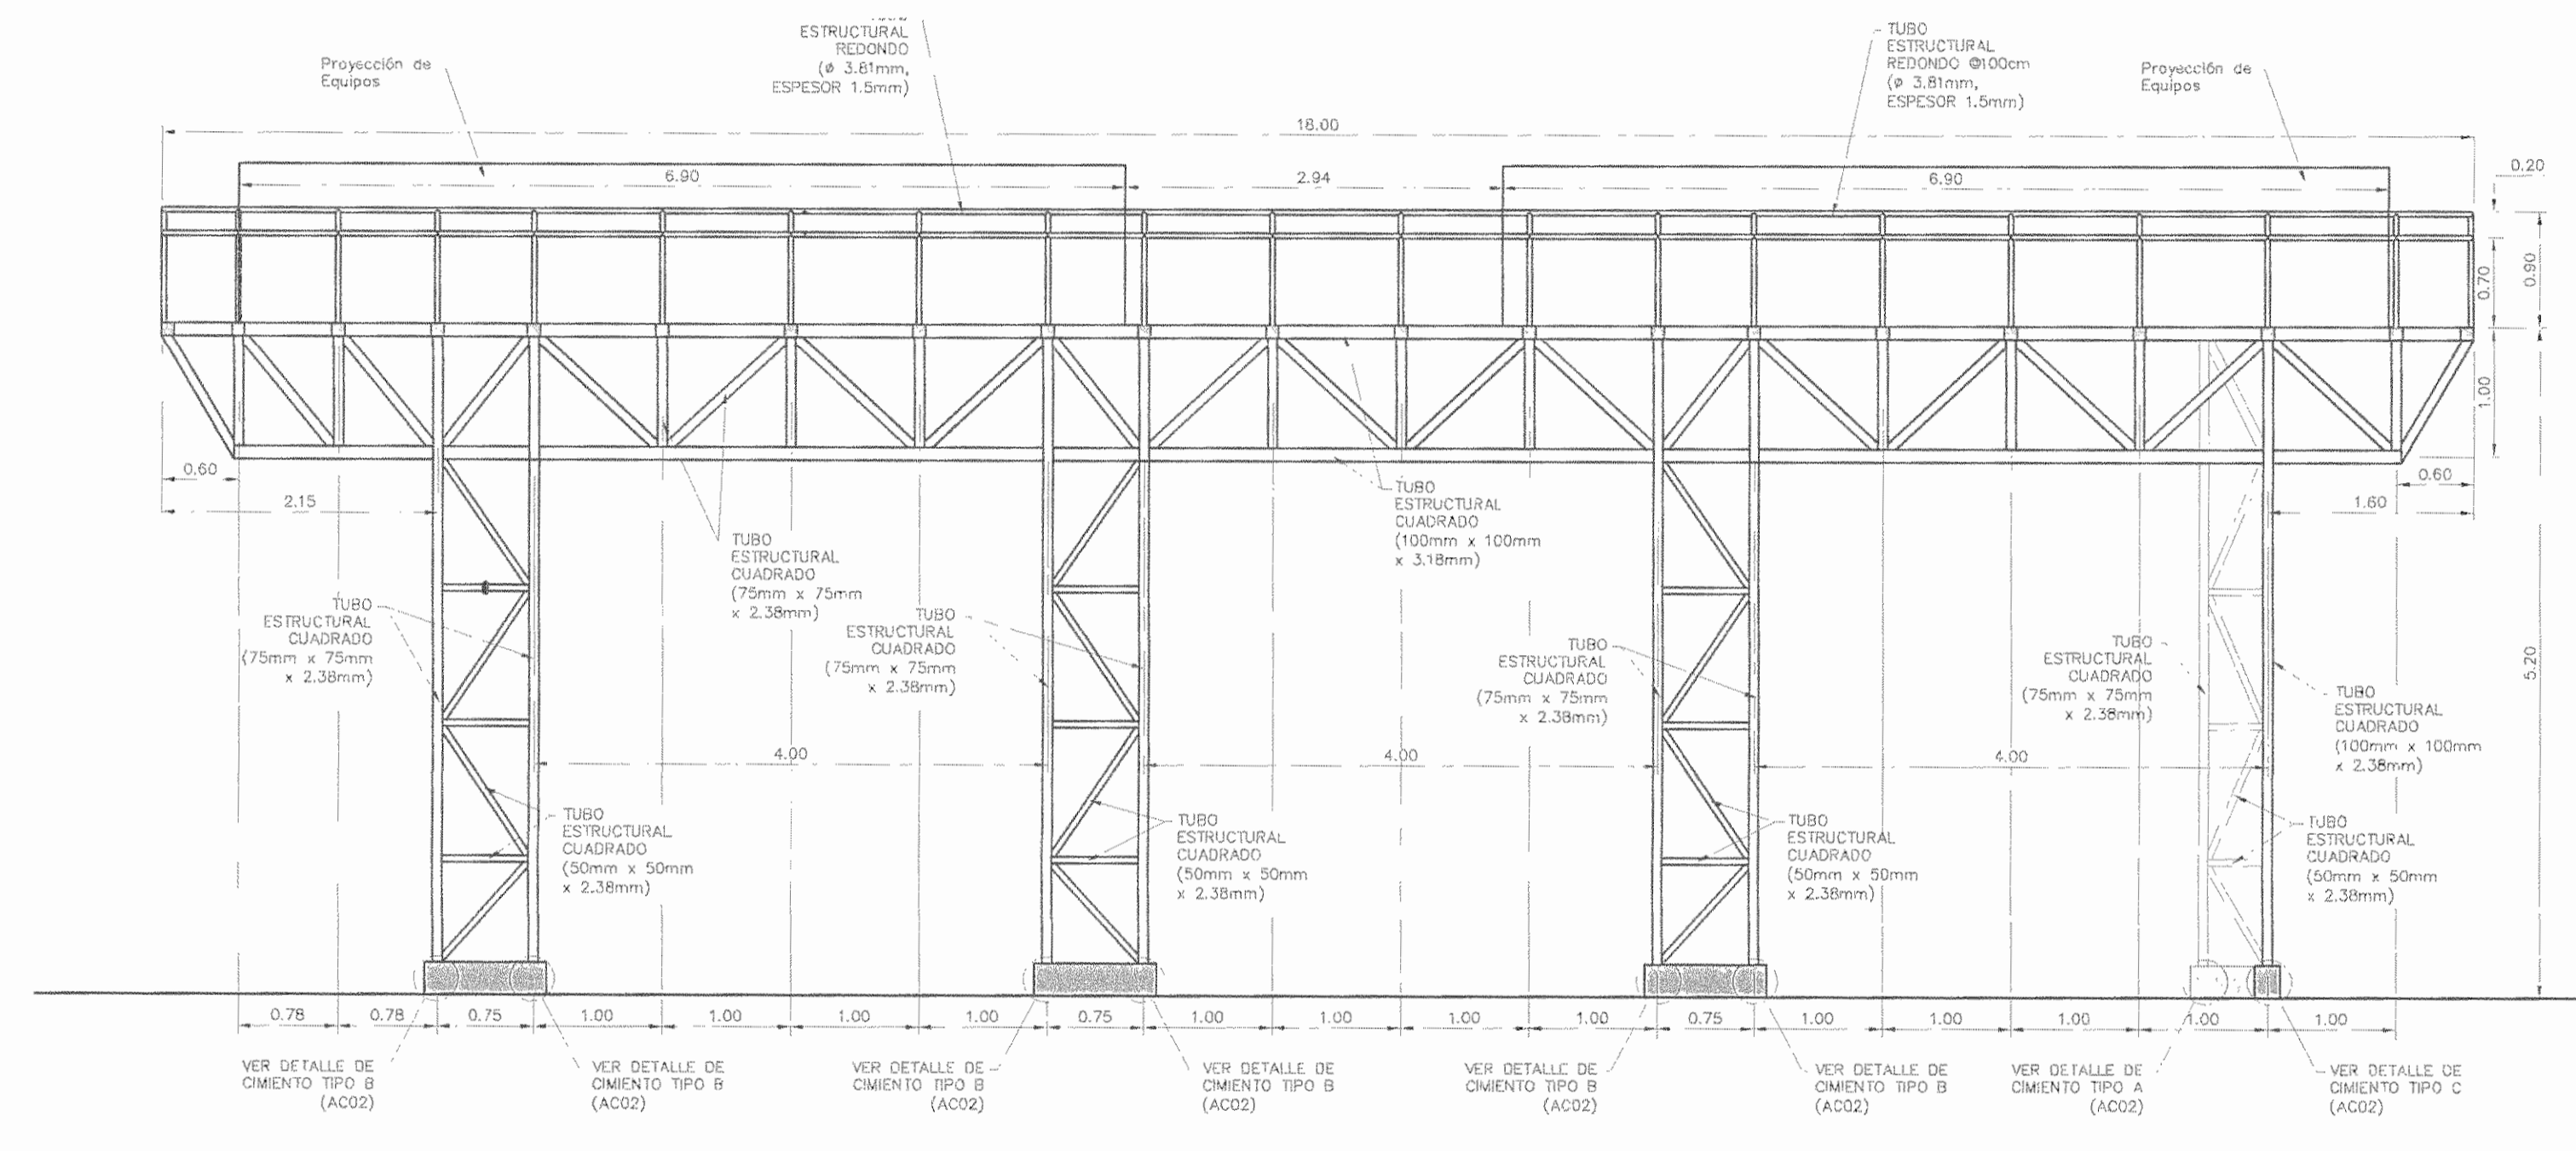 ESTRUCTURAL
REDONDO
(ø 3.81mm,
ESPESOR 1.5mm)
TUBO
ESTRUCTURAL
REDONDO @100cm
(ø 3.81mm,
ESPESOR 1.5mm)
Proyección de
Equipos
Proyección de
Equipos
18.00
6.90
2.94
6.90
0.20
0.70
0.90
1.00
5.20
0.60
2.15
0.60
1.60
TUBO
ESTRUCTURAL
CUADRADO
(100mm x 100mm
x 3.18mm)
TUBO
ESTRUCTURAL
CUADRADO
(75mm x 75mm
x 2.38mm)
TUBO
ESTRUCTURAL
CUADRADO
(75mm x 75mm
x 2.38mm)
TUBO
ESTRUCTURAL
CUADRADO
(75mm x 75mm
x 2.38mm)
TUBO
ESTRUCTURAL
CUADRADO
(75mm x 75mm
x 2.38mm)
TUBO
ESTRUCTURAL
CUADRADO
(75mm x 75mm
x 2.38mm)
TUBO
ESTRUCTURAL
CUADRADO
(100mm x 100mm
x 2.38mm)
4.00
4.00
4.00
TUBO
ESTRUCTURAL
CUADRADO
(50mm x 50mm
x 2.38mm)
TUBO
ESTRUCTURAL
CUADRADO
(50mm x 50mm
x 2.38mm)
TUBO
ESTRUCTURAL
CUADRADO
(50mm x 50mm
x 2.38mm)
TUBO
ESTRUCTURAL
CUADRADO
(50mm x 50mm
x 2.38mm)
0.78 0.78 0.75 1.00 1.00 1.00 1.00 0.75 1.00 1.00 1.00 1.00 0.75 1.00 1.00 1.00 1.00 1.00
VER DETALLE DE
CIMIENTO TIPO B
(AC02)
VER DETALLE DE
CIMIENTO TIPO B
(AC02)
VER DETALLE DE
CIMIENTO TIPO B
(AC02)
VER DETALLE DE
CIMIENTO TIPO B
(AC02)
VER DETALLE DE
CIMIENTO TIPO B
(AC02)
VER DETALLE DE
CIMIENTO TIPO B
(AC02)
VER DETALLE DE
CIMIENTO TIPO A
(AC02)
VER DETALLE DE
CIMIENTO TIPO C
(AC02)